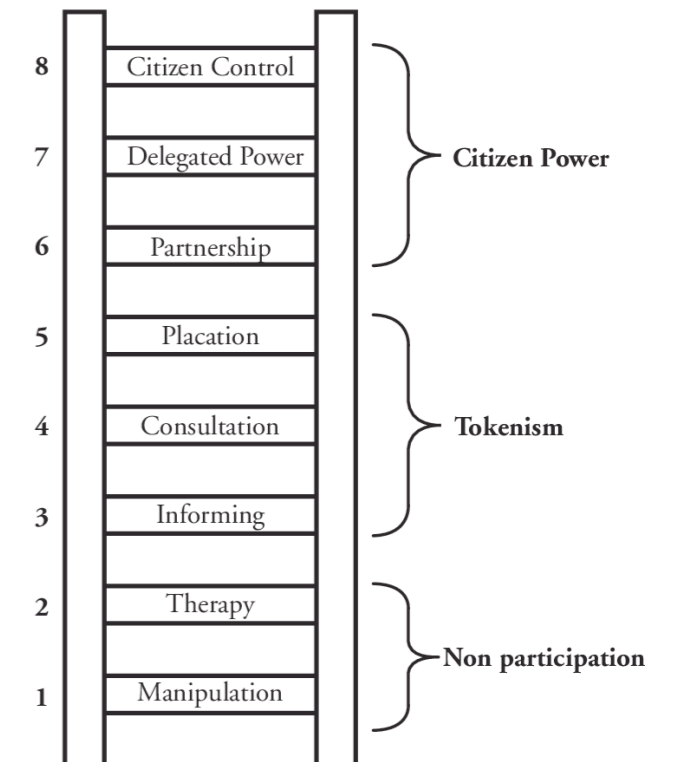 8 Citizen Control
7 Delegated Power
Citizen Power
6 Partnership
5 Placation
4 Consultation
Tokenism
3 Informing
2 Therapy
Non participation
1 Manipulation